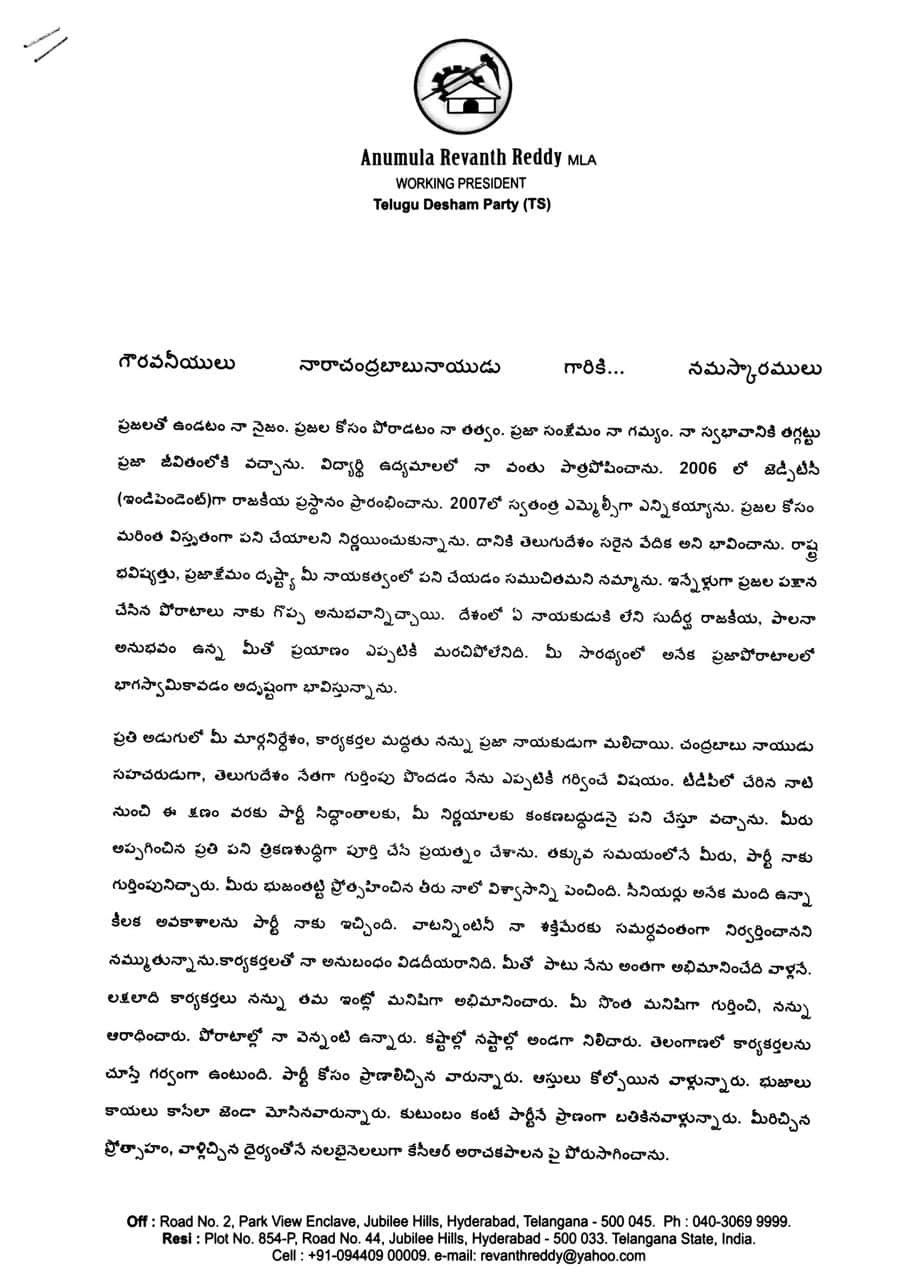 Anumula Revanth Reddy MLA
WORKING PRESIDENT
Telugu Desham Party (TS)
గౌరవనీయులు నారాచంద్రబాబునాయుడు గారికి... నమస్కారములు
ప్రజలతో ఉండటం నా నైజం. ప్రజల కోసం పోరాడటం నా తత్వం. ప్రజా సంక్షేమం నా గమ్యం. నా స్వభావానికి తగ్గట్టు
ప్రజా జీవితంలోకి వచ్చాను. విద్యార్థి ఉద్యమాలలో నా వంతు పాత్రపోషించాను. 2006 లో జెడ్పీటీసీ
(ఇండిపెండెంట్)గా రాజకీయ ప్రస్థానం ప్రారంభించాను. 2007లో స్వతంత్ర ఎమ్మెల్సీగా ఎన్నికయ్యాను. ప్రజల కోసం
మరింత విస్తృతంగా పని చేయాలని నిర్ణయించుకున్నాను. దానికి తెలుగుదేశం సరైన వేదిక అని భావించాను. రాష్ట్ర
భవిష్యత్తు, ప్రజాక్షేమం దృష్ట్యా మీ నాయకత్వంలో పని చేయడం సముచితమని నమ్మాను. ఇన్నేళ్లుగా ప్రజల పక్షాన
చేసిన పోరాటాలు నాకు గొప్ప అనుభవాన్నిచ్చాయి. దేశంలో ఏ నాయకుడుకి లేని సుదీర్ఘ రాజకీయ, పాలనా
అనుభవం ఉన్న మీతో ప్రయాణం ఎప్పటికీ మరచిపోలేనిది. మీ సారథ్యంలో అనేక ప్రజాపోరాటాలలో
భాగస్వామికావడం అదృష్టంగా భావిస్తున్నాను.
ప్రతి అడుగులో మీ మార్గనిర్ధేశం, కార్యకర్తల మద్ధతు నన్ను ప్రజా నాయకుడుగా మలిచాయి. చంద్రబాబు నాయుడు
సహచరుడుగా, తెలుగుదేశం నేతగా గుర్తింపు పొందడం నేను ఎప్పటికీ గర్వించే విషయం. టీడీపీలో చేరిన నాటి
నుంచి ఈ క్షణం వరకు పార్టీ సిద్ధాంతాలకు, మీ నిర్ణయాలకు కంకణబద్ధుడనై పని చేస్తూ వచ్చాను. మీరు
అప్పగించిన ప్రతి పని త్రికణశుద్ధిగా పూర్తి చేసే ప్రయత్నం చేశాను. తక్కువ సమయంలోనే మీరు, పార్టీ నాకు
గుర్తింపునిచ్చారు. మీరు భుజంతట్టి ప్రోత్సహించిన తీరు నాలో విశ్వాసాన్ని పెంచింది. సీనియర్లు అనేక మంది ఉన్నా
కీలక అవకాశాలను పార్టీ నాకు ఇచ్చింది. వాటన్నింటినీ నా శక్తిమేరకు సమర్ధవంతంగా నిర్వర్తించానని
నమ్ముతున్నాను.కార్యకర్తలతో నా అనుబంధం విడదీయరానిది. మీతో పాటు నేను అంతగా అభిమానించేది వాళ్లనే.
లక్షలాది కార్యకర్తలు నన్ను తమ ఇంట్లో మనిషిగా అభిమానించారు. మీ సొంత మనిషిగా గుర్తించి, నన్ను
ఆరాధించారు. పోరాటాల్లో నా వెన్నంటి ఉన్నారు. కష్టాల్లో నష్టాల్లో అండగా నిలిచారు. తెలంగాణలో కార్యకర్తలను
చూస్తే గర్వంగా ఉంటుంది. పార్టీ కోసం ప్రాణాలిచ్చిన వారున్నారు. ఆస్తులు కోల్పోయిన వాళ్లున్నారు. భుజాలు
కాయలు కాసేలా జెండా మోసినవారున్నారు. కుటుంబం కంటే పార్టీనే ప్రాణంగా బతికినవాళ్లున్నారు. మీరిచ్చిన
ప్రోత్సాహం, వాళ్లిచ్చిన ధైర్యంతోనే నలభైనెలలుగా కేసీఆర్ అరాచకపాలన పై పోరుసాగించాను.
Off : Road No. 2, Park View Enclave, Jubilee Hills, Hyderabad, Telangana - 500 045. Ph : 040-3069 9999.
Resi : Plot No. 854-P, Road No. 44, Jubilee Hills, Hyderabad - 500 033. Telangana State, India.
Cell : +91-094409 00009. e-mail: revanthreddy@yahoo.com